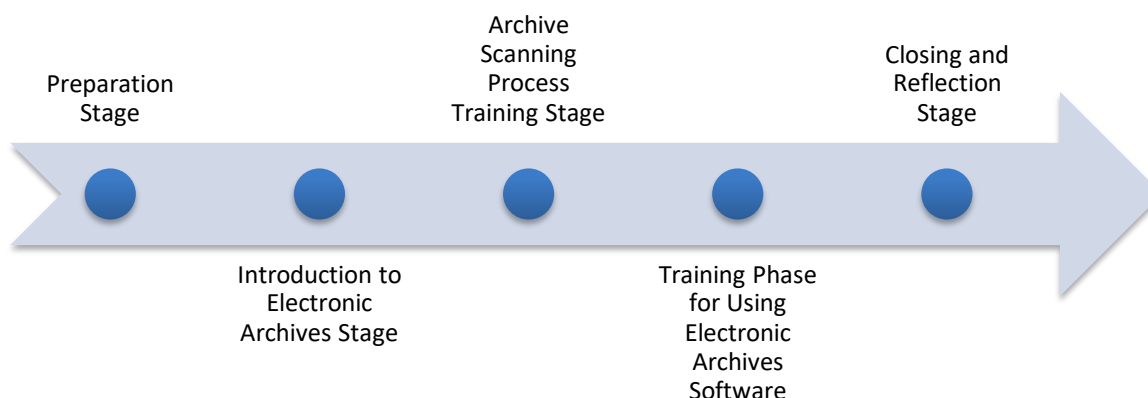 Preparation
Stage
Introduction to
Electronic
Archives Stage
Archive
Scanning
Process
Training Stage
Training Phase
for Using
Electronic
Archives
Software
Closing and
Reflection
Stage